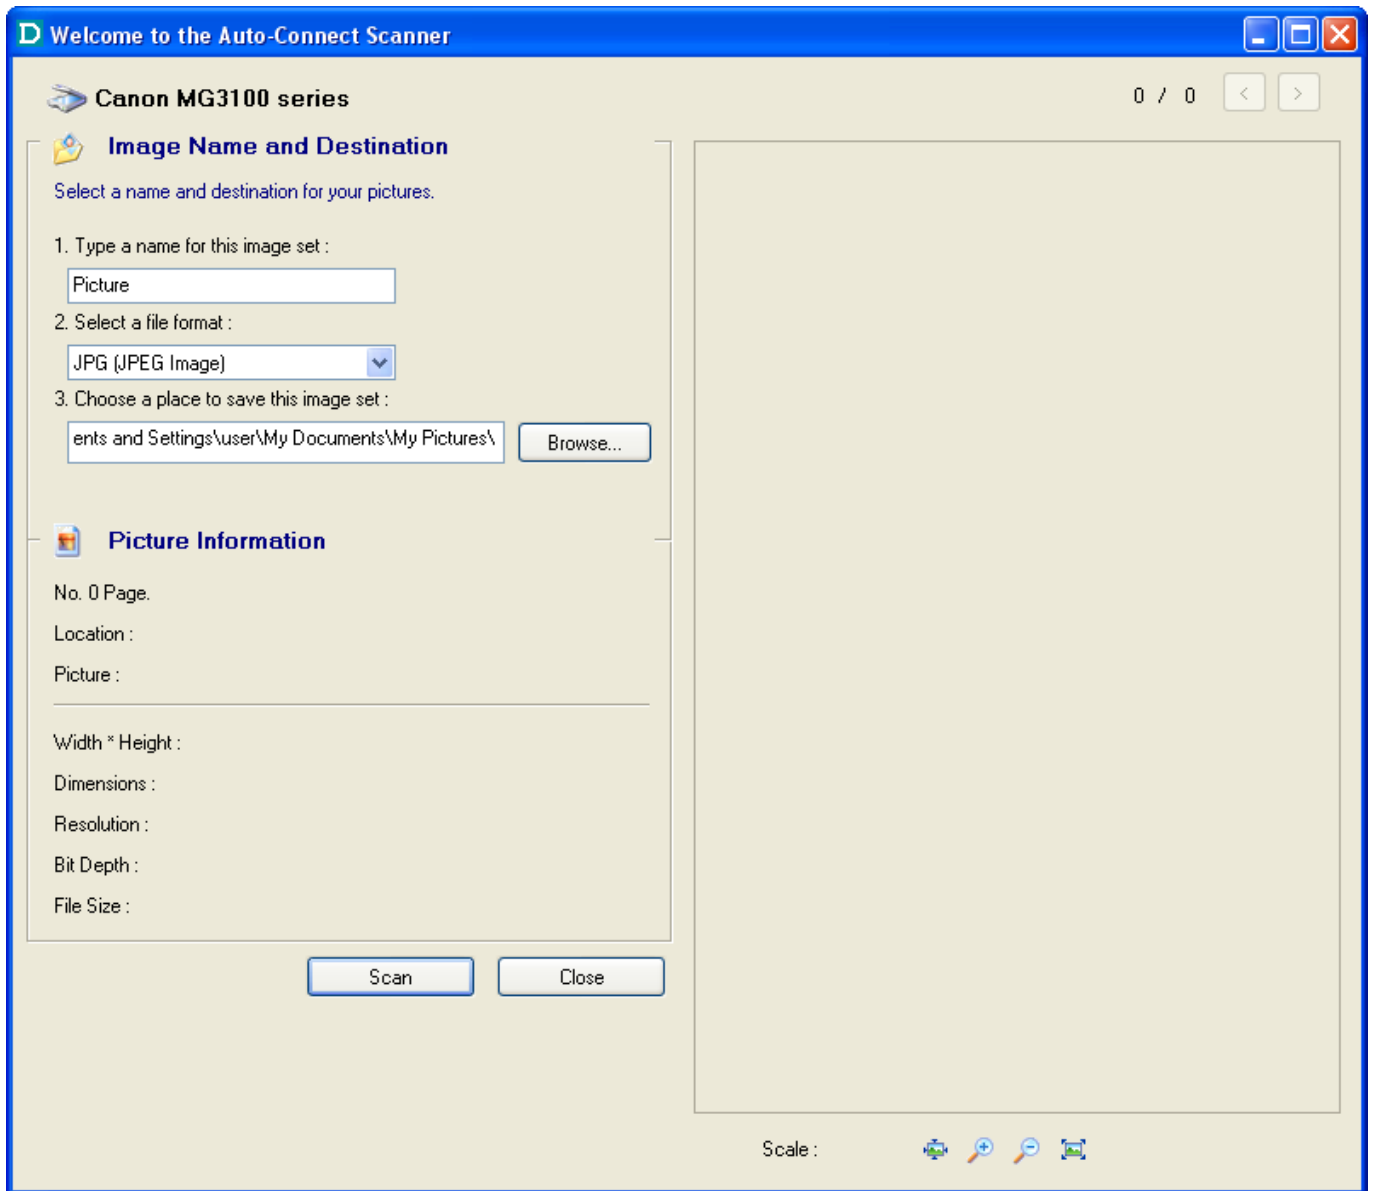 D Welcome to the Auto-Connect Scanner
Canon MG3100 series
0 / 0 < >
Image Name and Destination
Select a name and destination for your pictures.
1. Type a name for this image set :
Picture
2. Select a file format :
JPG (JPEG Image)
3. Choose a place to save this image set :
ents and Settings\user\My Documents\My Pictures\
Browse...
Picture Information
No. 0 Page.
Location :
Picture :
Width * Height :
Dimensions :
Resolution :
Bit Depth :
File Size :
Scan Close
Scale :